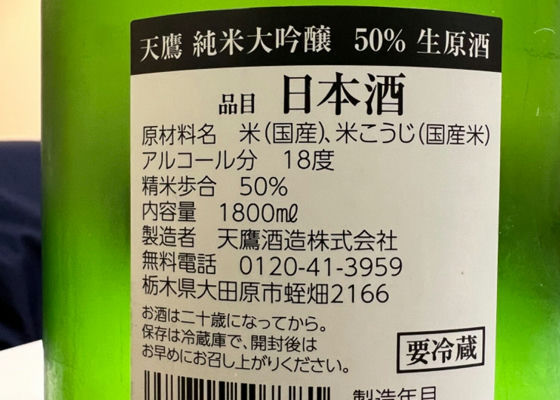 天鷹 純米大吟醸 50% 生原酒
品目 日本酒
原材料名 米(国産)、米こうじ(国産米)
アルコール分 18度
精米歩合 50%
内容量 1800㎖
製造者 天鷹酒造株式会社
無料電話 0120-41-3959
栃木県大田原市蛭畑2166
お酒は二十歳になってから。
保存は冷蔵庫で、開封後は
お早めにお召し上がりください。
要冷蔵
製造年月